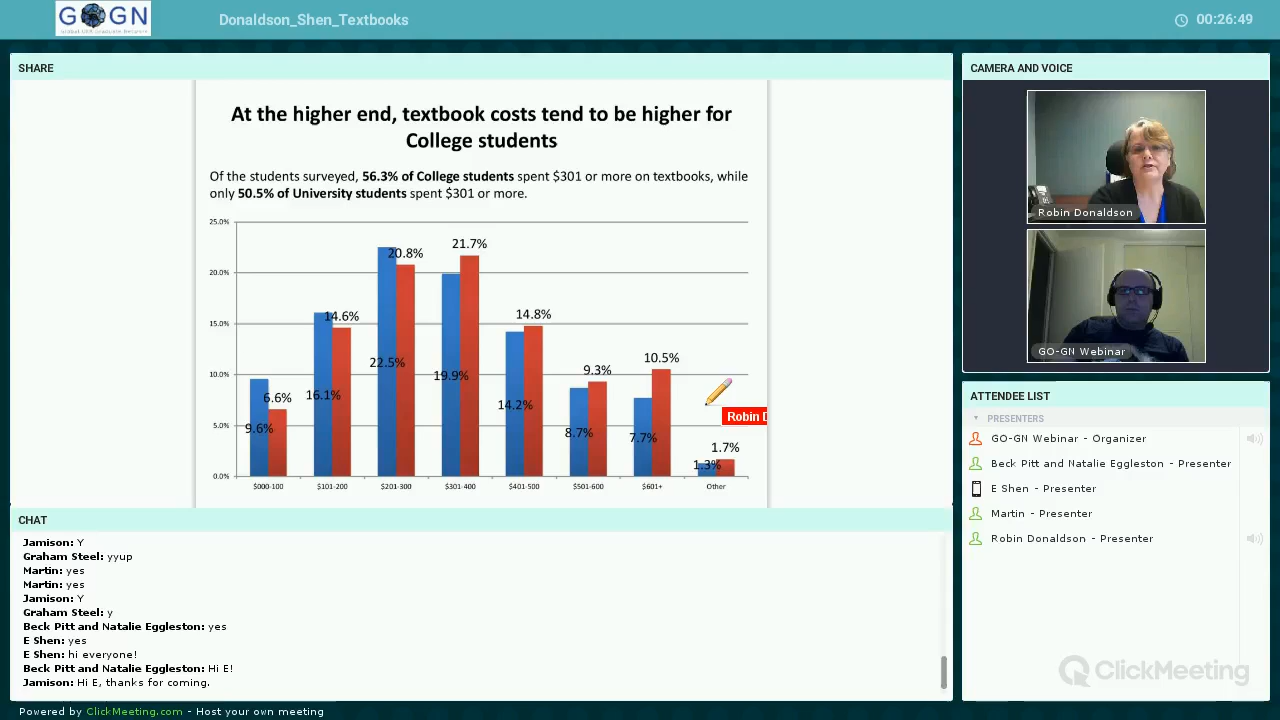 GO GN
Global OER Graduate Network
Donaldson_Shen_Textbooks
00:26:49
SHARE
At the higher end, textbook costs tend to be higher for
College students
Of the students surveyed, 56.3% of College students spent $301 or more on textbooks, while
only 50.5% of University students spent $301 or more.
25.0%
20.0%
15.0%
10.0%
5.0%
0.0%
9.6%
6.6%
16.1%
14.6%
22.5%
20.8%
19.9%
21.7%
14.2%
14.8%
8.7%
9.3%
7.7%
10.5%
1.3%
1.7%
$000-100
$101-200
$201-300
$301-400
$401-500
$501-600
$601+
Other
Robin D
CAMERA AND VOICE
Robin Donaldson
GO-GN Webinar
ATTENDEE LIST
PRESENTERS
GO-GN Webinar - Organizer
Beck Pitt and Natalie Eggleston - Presenter
E Shen - Presenter
Martin - Presenter
Robin Donaldson - Presenter
CHAT
Jamison: Y
Graham Steel: yyup
Martin: yes
Martin: yes
Jamison: Y
Graham Steel: y
Beck Pitt and Natalie Eggleston: yes
E Shen: yes
E Shen: hi everyone!
Beck Pitt and Natalie Eggleston: Hi E!
Jamison: Hi E, thanks for coming.
ClickMeeting
Powered by ClickMeeting.com - Host your own meeting